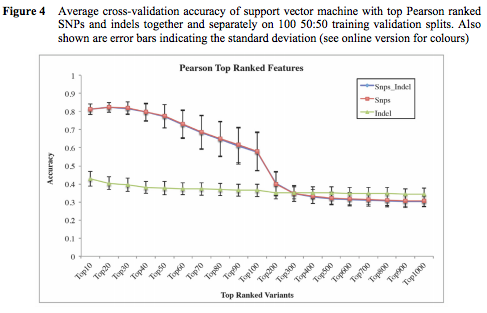 Figure 4 Average cross-validation accuracy of support vector machine with top Pearson ranked
SNPs and indels together and separately on 100 50:50 training validation splits. Also
shown are error bars indicating the standard deviation (see online version for colours)
Pearson Top Ranked Features
Snps_Indel
Snps
Indel
1
0.9
0.8
0.7
0.6
0.5
0.4
0.3
0.2
0.1
0
Accuracy
Top10
Top20
Top30
Top40
Top50
Top60
Top70
Top80
Top90
Top100
Top200
Top300
Top400
Top500
Top600
Top700
Top800
Top900
Top1000
Top Ranked Variants